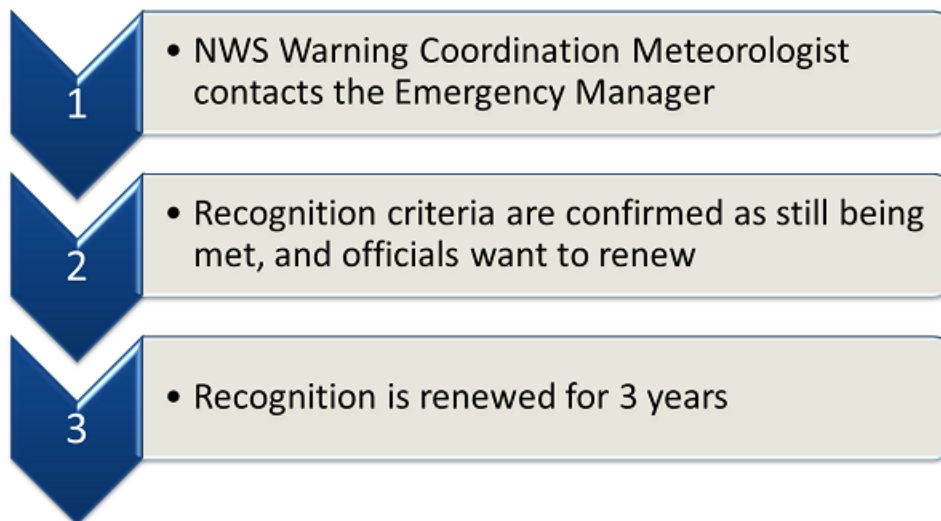 1
• NWS Warning Coordination Meteorologist
contacts the Emergency Manager
2
• Recognition criteria are confirmed as still being
met, and officials want to renew
3
• Recognition is renewed for 3 years